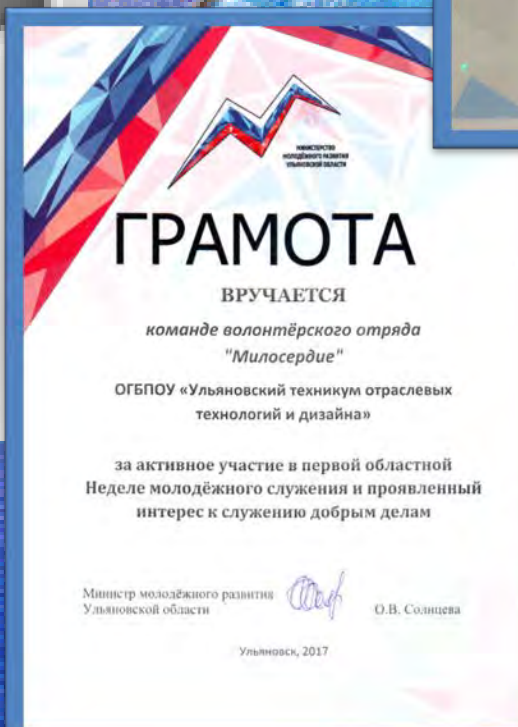 МИНИСТЕРСТВО
МОЛОДЁЖНОГО РАЗВИТИЯ
УЛЬЯНОВСКОЙ ОБЛАСТИ
ГРАМОТА
ВРУЧАЕТСЯ
команде волонтёрского отряда
"Милосердие"
ОГБПОУ «Ульяновский техникум отраслевых
технологий и дизайна»
за активное участие в первой областной
Неделе молодёжного служения и проявленный
интерес к служению добрым делам
Министр молодёжного развития
Ульяновской области
О.В. Солнцева
Ульяновск, 2017